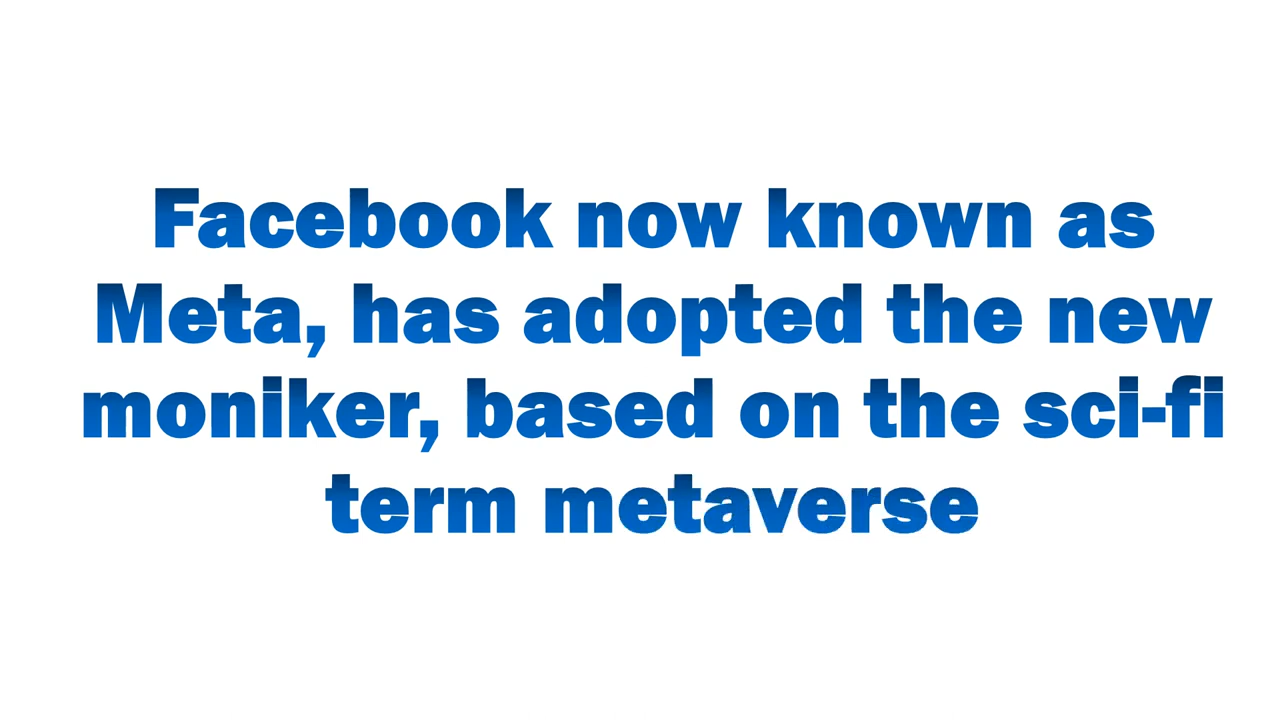 Facebook now known as
Meta, has adopted the new
moniker, based on the sci-fi
term metaverse